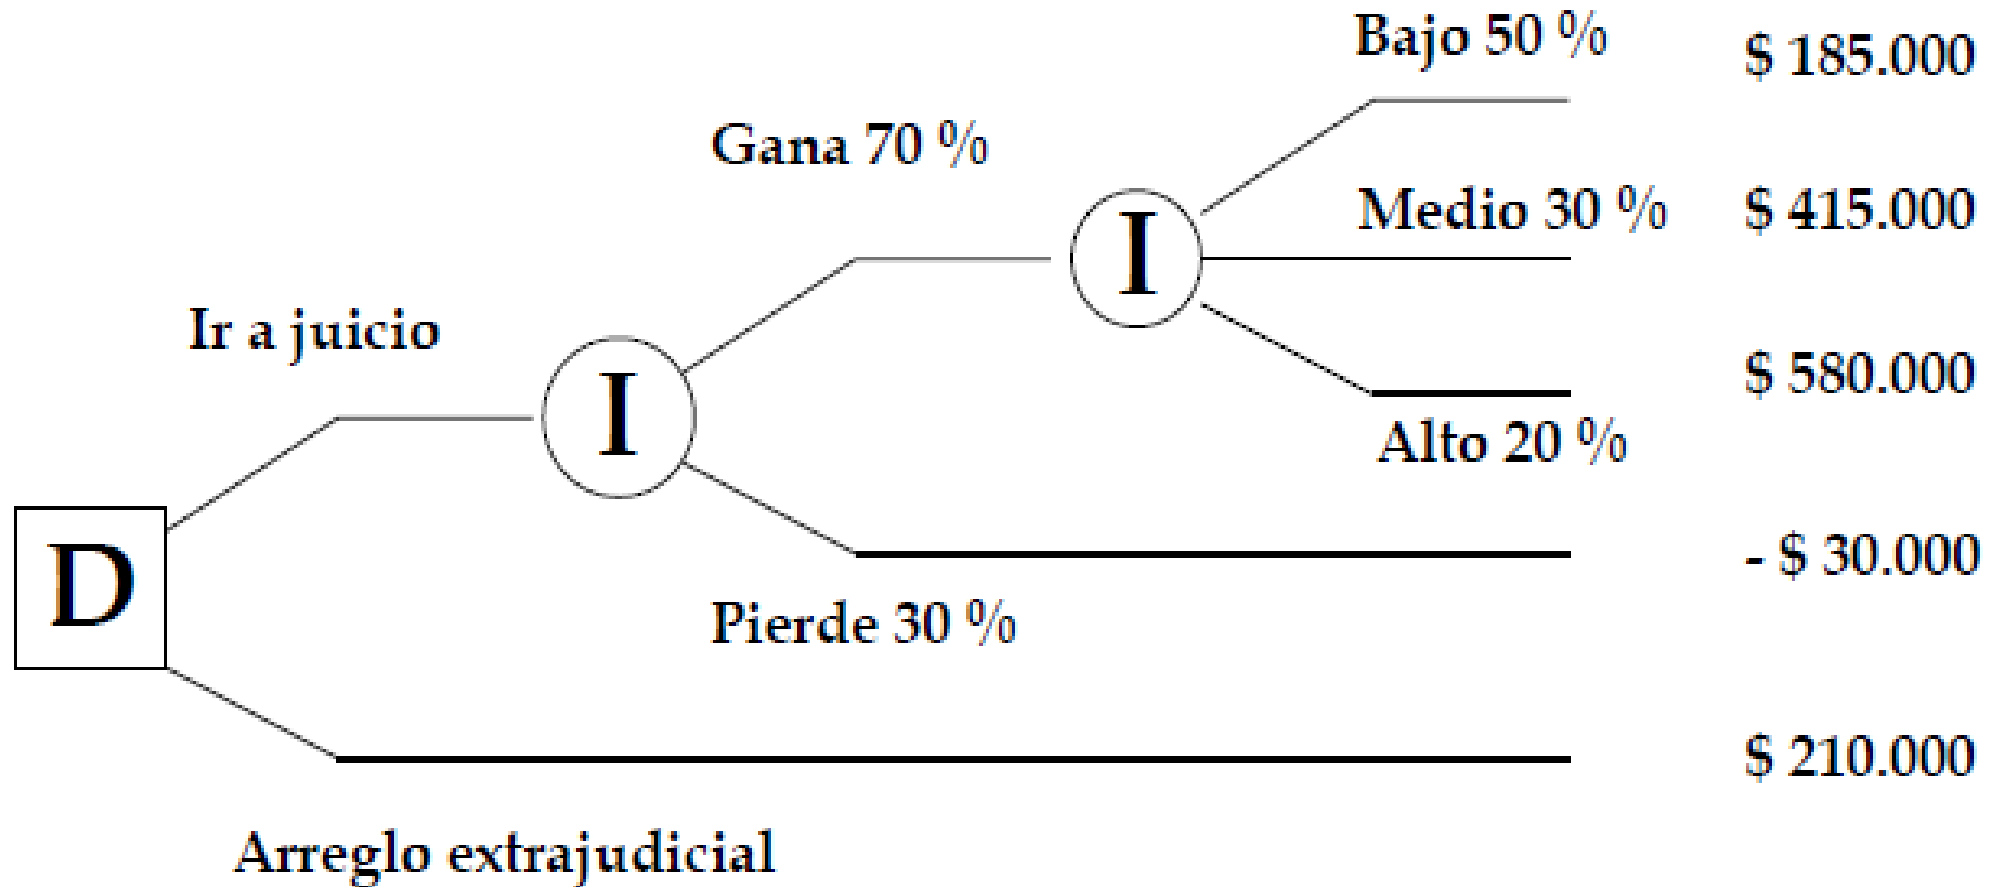 Bajo 50 %
$ 185.000
Gana 70 %
Medio 30 %
$ 415.000
I
Ir a juicio
$ 580.000
I
Alto 20 %
D
- $ 30.000
Pierde 30 %
$ 210.000
Arreglo extrajudicial